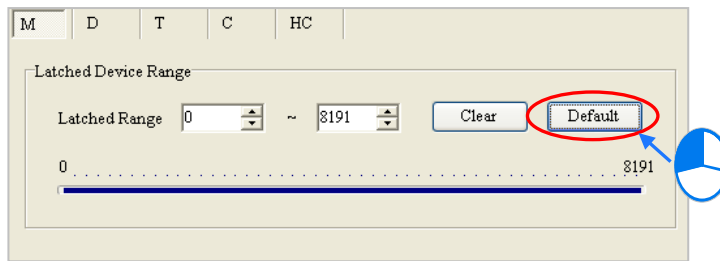 M D T C HC
Latched Device Range
Latched Range 0 ~ 8191 Clear Default
0 8191